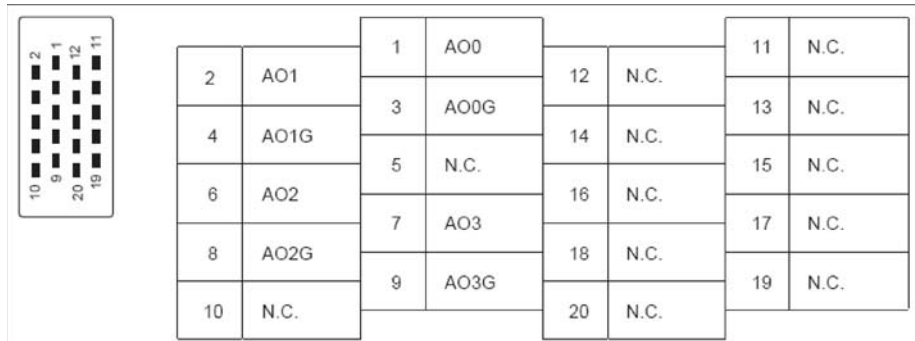 2 1 12 11
10 9 20 19
1 AO0 11 N.C.
2 AO1 12 N.C.
3 AO0G 13 N.C.
4 AO1G 14 N.C.
5 N.C. 15 N.C.
6 AO2 16 N.C.
7 AO3 17 N.C.
8 AO2G 18 N.C.
9 AO3G 19 N.C.
10 N.C. 20 N.C.